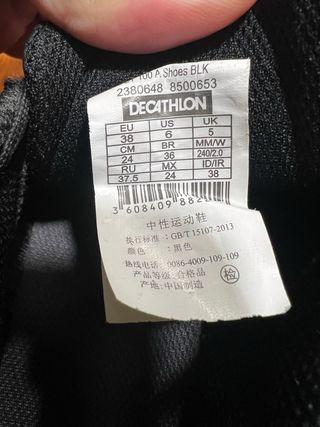 100 A Shoes BLK
2380648 8500653
DECATHLON
EU US UK
38 6 5
CM BR MM/W
24 36 240/2.0
RU MX ID/IR
37.5 24 38
3 608409 882
中性运动鞋
执行标准：GB/T 15107-2013
颜色：黑色
热线电话：0086-4009-109-109
产品等级：合格品
产地：中国制造
检